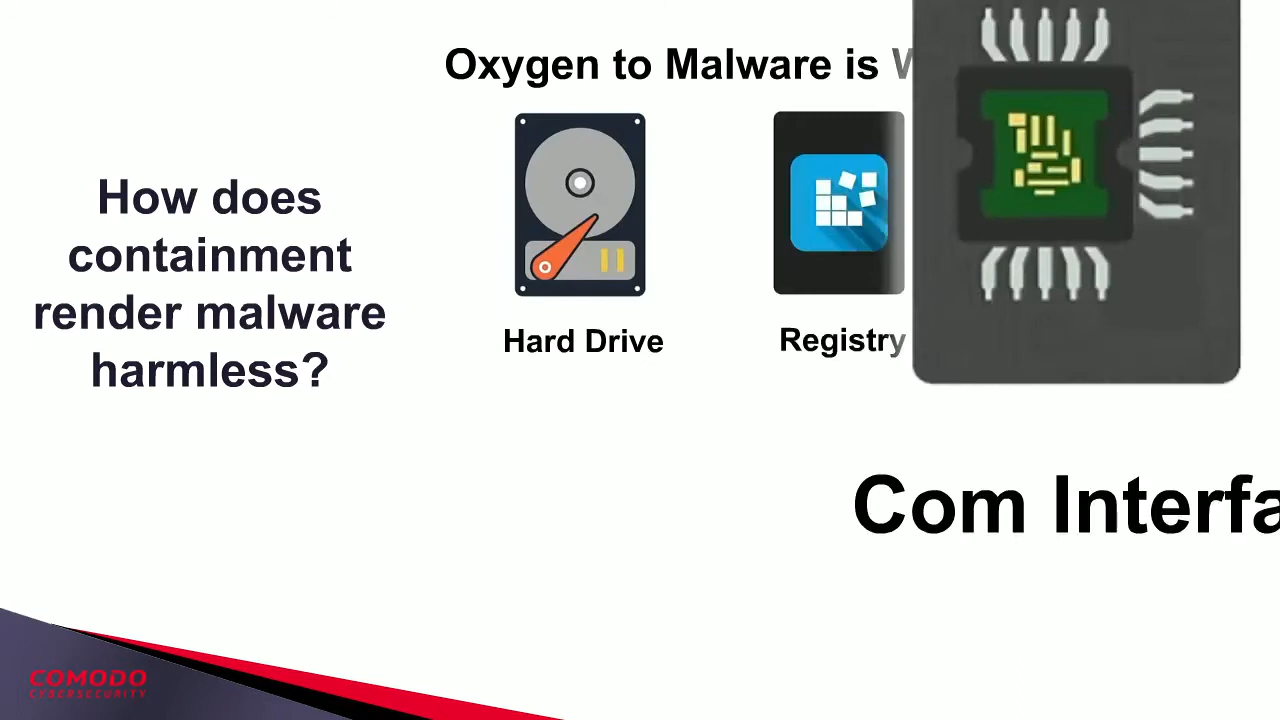 Oxygen to Malware is
How does
containment
render malware
harmless?
Hard Drive
Registry
Com Interfa
COMODO
CYBERSECURITY